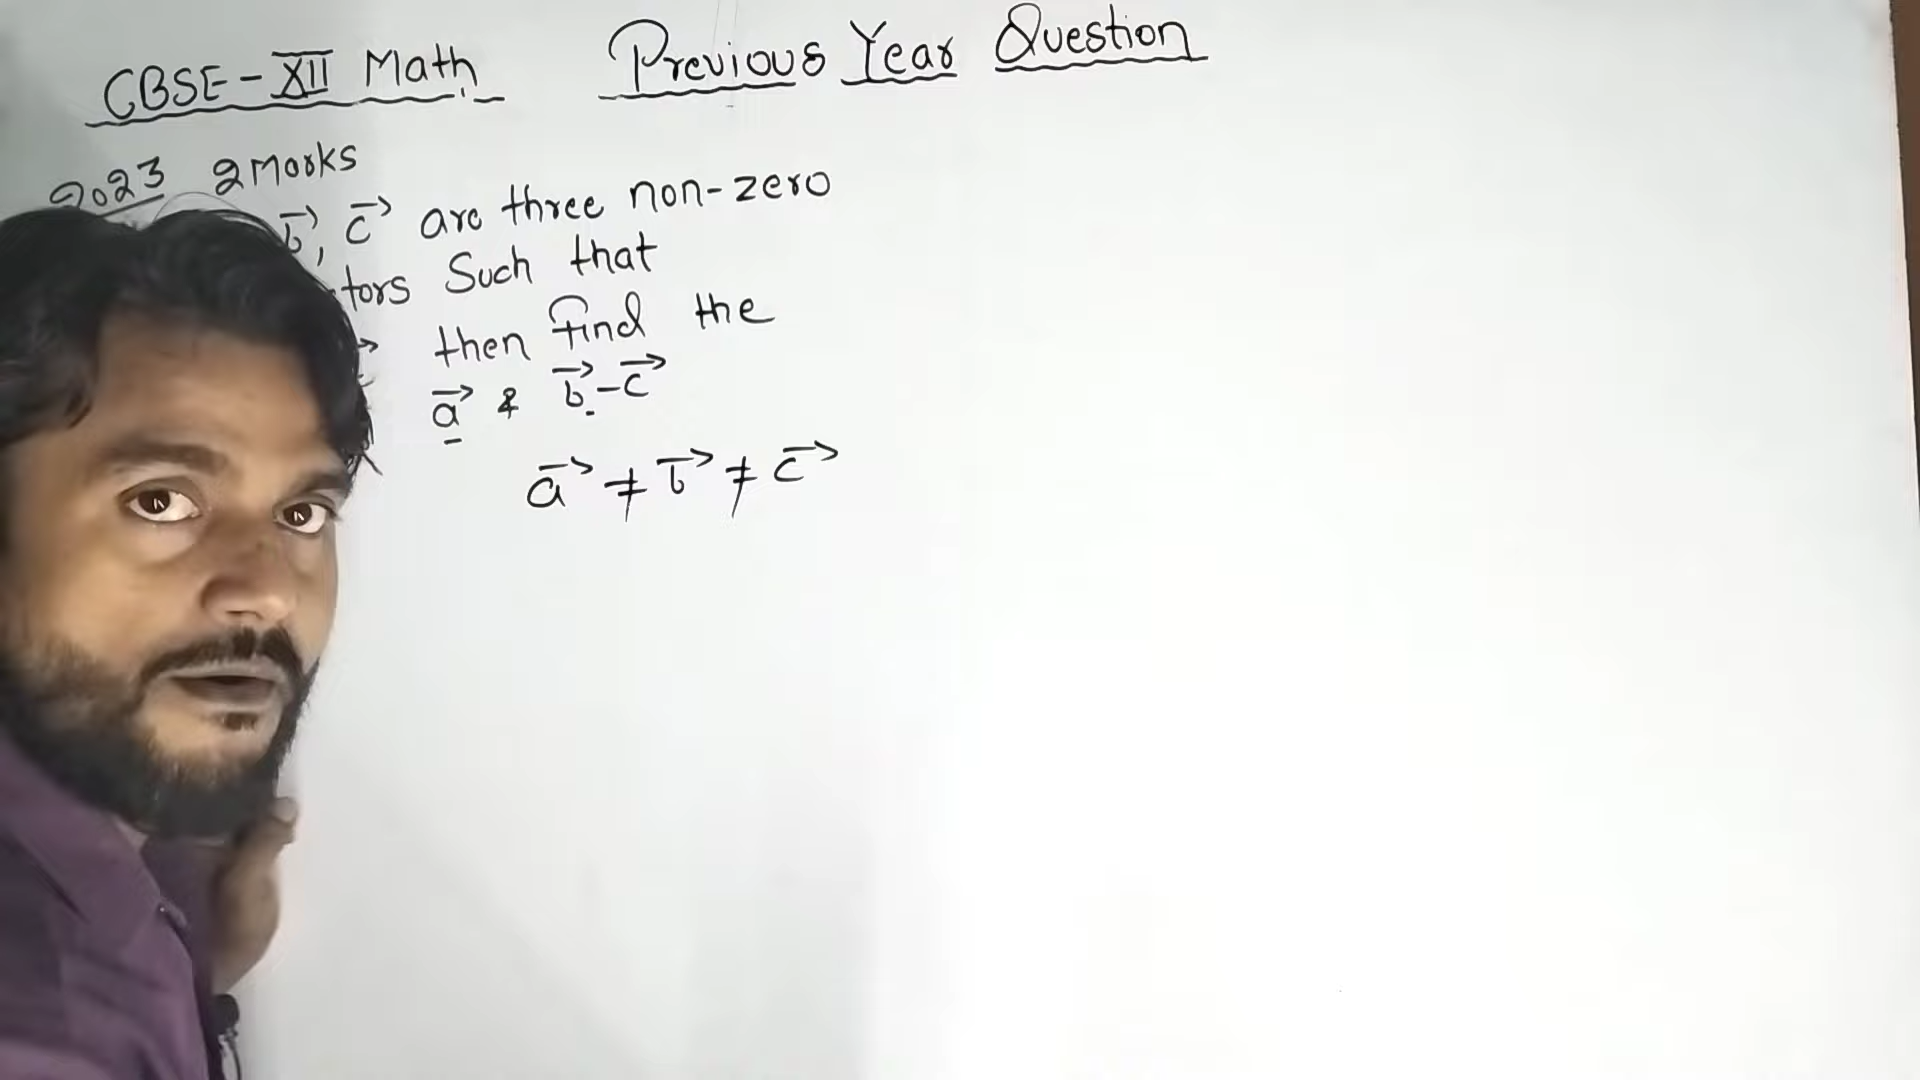 CBSE - XII Math Previous Year Question
2023 2 Marks
b⃗, c⃗ are three non-zero
tors Such that
then find the
a⃗ & b⃗ - c⃗
a⃗ ≠ b⃗ ≠ c⃗